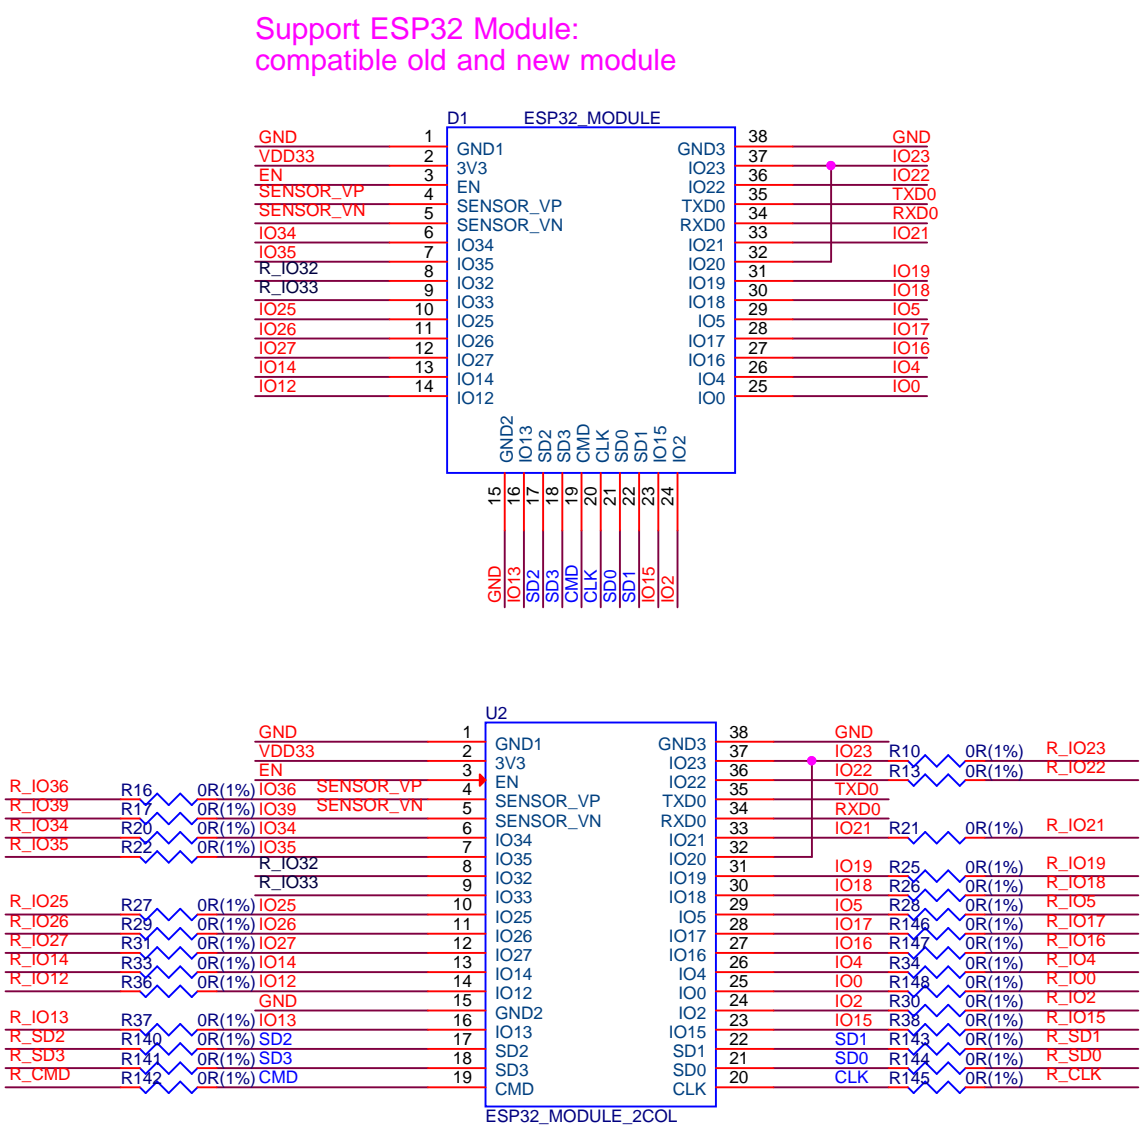 Support ESP32 Module:
compatible old and new module
D1 ESP32_MODULE
GND 1 GND1 GND3 38 GND
VDD33 2 3V3 IO23 37 IO23
EN 3 EN IO22 36 IO22
SENSOR_VP 4 SENSOR_VP TXD0 35 TXD0
SENSOR_VN 5 SENSOR_VN RXD0 34 RXD0
IO34 6 IO34 IO21 33 IO21
IO35 7 IO35 IO20 32
R_IO32 8 IO32 IO19 31 IO19
R_IO33 9 IO33 IO18 30 IO18
IO25 10 IO25 IO5 29 IO5
IO26 11 IO26 IO17 28 IO17
IO27 12 IO27 IO16 27 IO16
IO14 13 IO14 IO4 26 IO4
IO12 14 IO12 IO0 25 IO0
GND2 IO13 SD2 SD3 CMD CLK SD0 SD1 IO15 IO2
15 16 17 18 19 20 21 22 23 24
GND IO13 SD2 SD3 CMD CLK SD0 SD1 IO15 IO2
U2
GND 1 GND1 GND3 38 GND
VDD33 2 3V3 IO23 37 IO23 R10 0R(1%) R_IO23
EN 3 EN IO22 36 IO22 R13 0R(1%) R_IO22
R_IO36 R16 0R(1%) IO36 SENSOR_VP 4 SENSOR_VP TXD0 35 TXD0
R_IO39 R17 0R(1%) IO39 SENSOR_VN 5 SENSOR_VN RXD0 34 RXD0
R_IO34 R20 0R(1%) IO34 6 IO34 IO21 33 IO21 R21 0R(1%) R_IO21
R_IO35 R22 0R(1%) IO35 7 IO35 IO20 32
R_IO32 8 IO32 IO19 31 IO19 R25 0R(1%) R_IO19
R_IO33 9 IO33 IO18 30 IO18 R26 0R(1%) R_IO18
R_IO25 R27 0R(1%) IO25 10 IO25 IO5 29 IO5 R28 0R(1%) R_IO5
R_IO26 R29 0R(1%) IO26 11 IO26 IO17 28 IO17 R146 0R(1%) R_IO17
R_IO27 R31 0R(1%) IO27 12 IO27 IO16 27 IO16 R147 0R(1%) R_IO16
R_IO14 R33 0R(1%) IO14 13 IO14 IO4 26 IO4 R34 0R(1%) R_IO4
R_IO12 R36 0R(1%) IO12 14 IO12 IO0 25 IO0 R148 0R(1%) R_IO0
GND 15 GND2 IO2 24 IO2 R30 0R(1%) R_IO2
R_IO13 R37 0R(1%) IO13 16 IO13 IO15 23 IO15 R38 0R(1%) R_IO15
R_SD2 R140 0R(1%) SD2 17 SD2 SD1 22 SD1 R143 0R(1%) R_SD1
R_SD3 R141 0R(1%) SD3 18 SD3 SD0 21 SD0 R144 0R(1%) R_SD0
R_CMD R142 0R(1%) CMD 19 CMD CLK 20 CLK R145 0R(1%) R_CLK
ESP32_MODULE_2COL